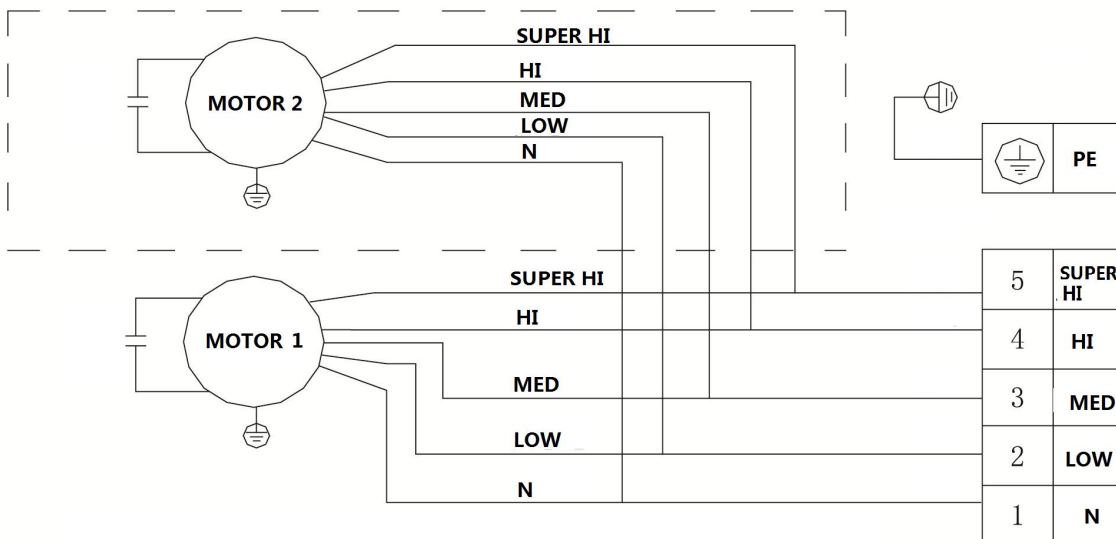 SUPER HI
HI
MED
LOW
N
MOTOR 2
PE
SUPER HI
HI
MED
LOW
N
MOTOR 1
5 SUPER
HI
4 HI
3 MED
2 LOW
1 N